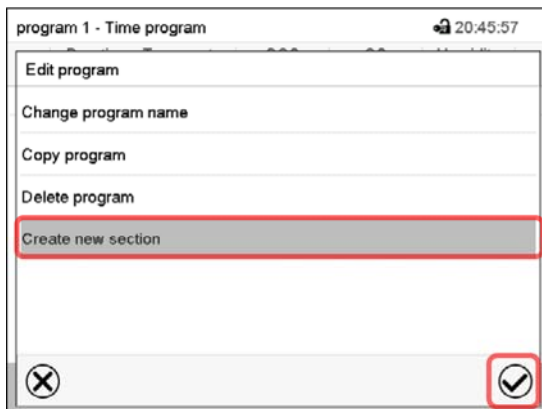 program 1 - Time program 20:45:57
Edit program
Change program name
Copy program
Delete program
Create new section